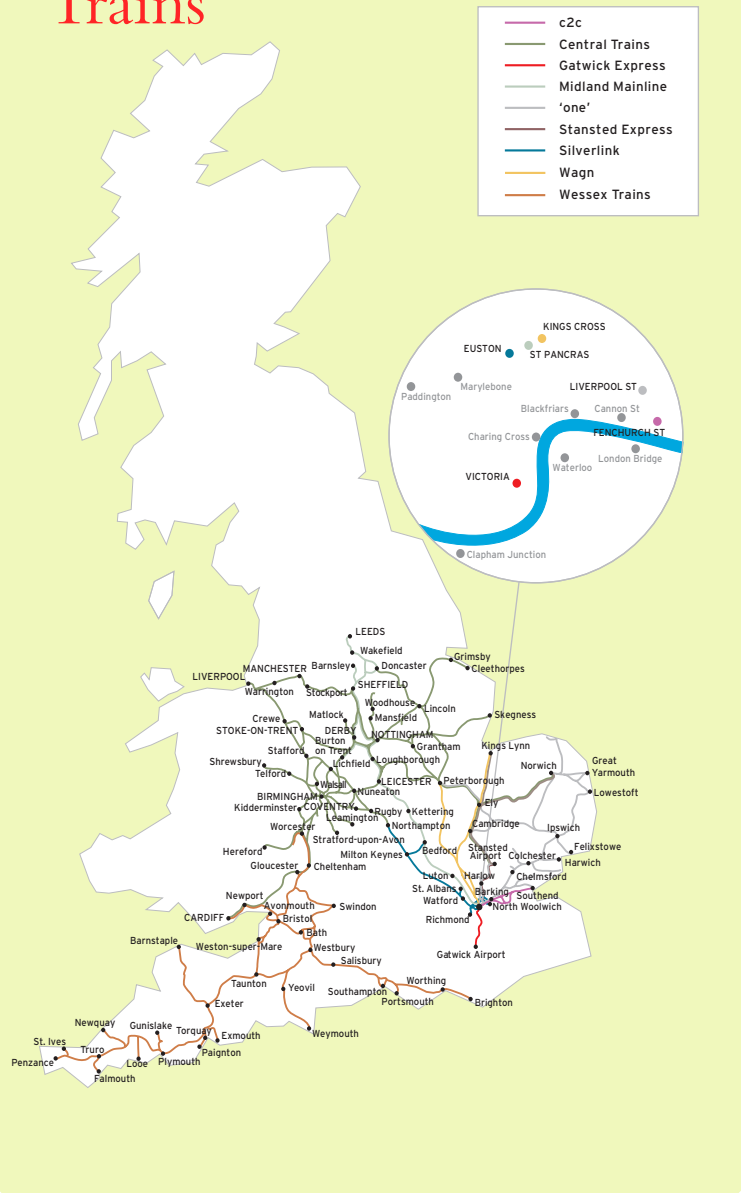 Trains
c2c
Central Trains
Gatwick Express
Midland Mainline
‘one’
Stansted Express
Silverlink
Wagn
Wessex Trains
KINGS CROSS
EUSTON
ST PANCRAS
Paddington
Marylebone
LIVERPOOL ST
Blackfriars
Cannon St
Charing Cross
FENCHURCH ST
London Bridge
Waterloo
VICTORIA
Clapham Junction
LEEDS
Wakefield
Grimsby
MANCHESTER
Barnsley
Doncaster
Cleethorpes
LIVERPOOL
Warrington
Stockport
SHEFFIELD
Woodhouse
Lincoln
Crewe
Matlock
Mansfield
Skegness
STOKE-ON-TRENT
DERBY
NOTTINGHAM
Burton
on Trent
Grantham
Kings Lynn
Stafford
Shrewsbury
Lichfield
Loughborough
Norwich
Great
Yarmouth
Telford
Walsall
LEICESTER
Peterborough
Nuneaton
Lowestoft
BIRMINGHAM
Kidderminster
COVENTRY
Rugby
Kettering
Ely
Leamington
Worcester
Northampton
Cambridge
Ipswich
Stratford-upon-Avon
Hereford
Milton Keynes
Bedford
Stansted
Airport
Colchester
Felixstowe
Harwich
Gloucester
Cheltenham
Luton
Harlow
Chelmsford
St. Albans
Barking
Southend
Newport
Avonmouth
Swindon
Watford
North Woolwich
CARDIFF
Bristol
Richmond
Bath
Barnstaple
Weston-super-Mare
Westbury
Gatwick Airport
Salisbury
Taunton
Yeovil
Southampton
Worthing
Portsmouth
Brighton
Exeter
Newquay
Gunislake
Torquay
Exmouth
Weymouth
St. Ives
Truro
Paignton
Penzance
Looe
Plymouth
Falmouth